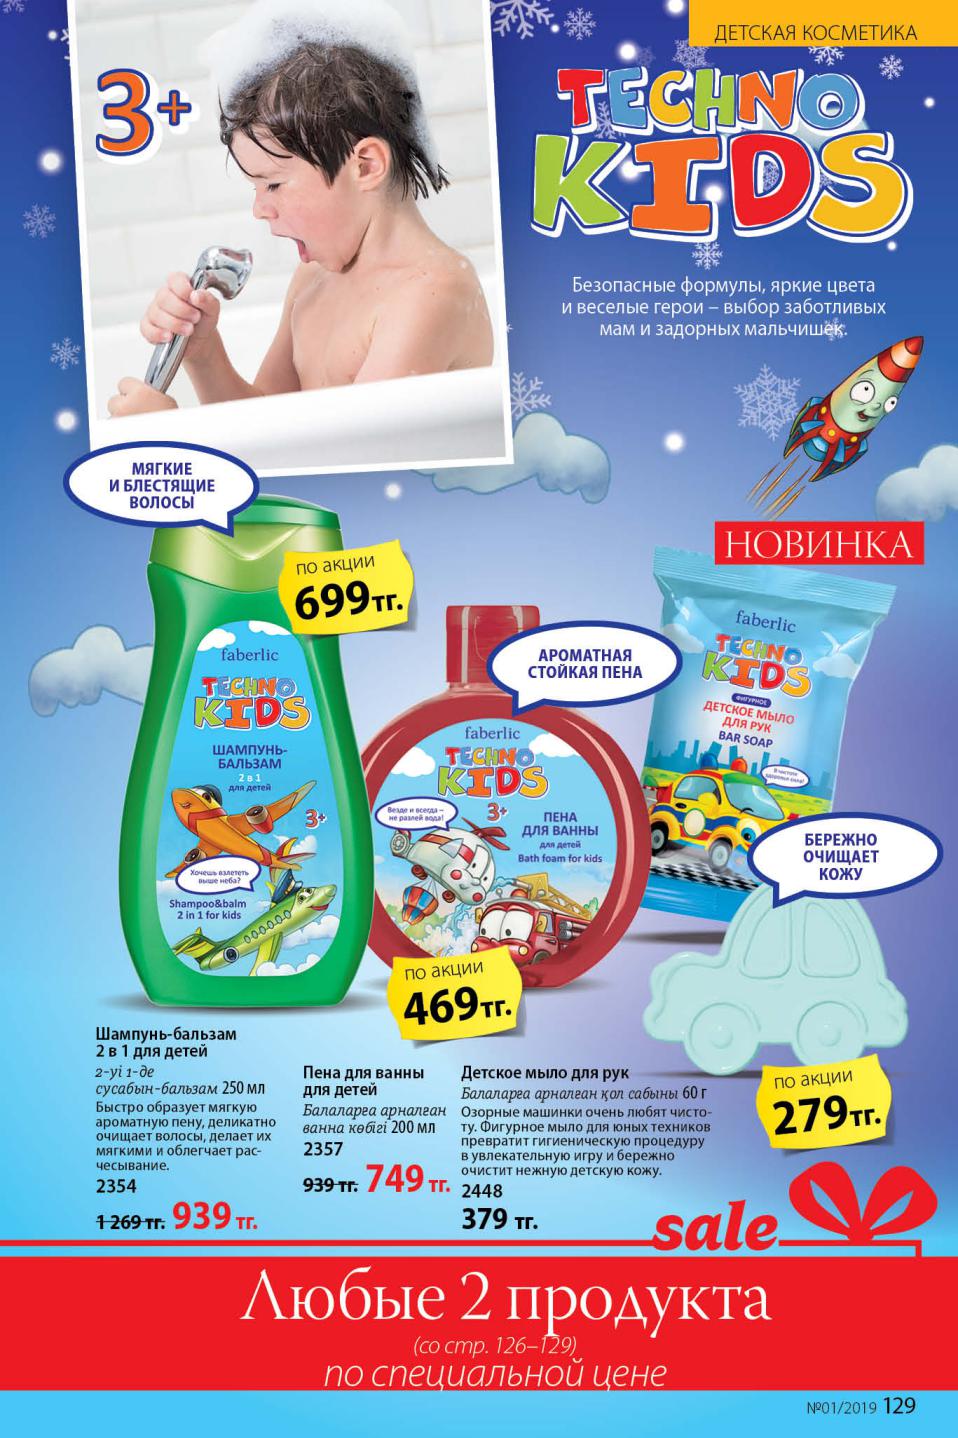 ДЕТСКАЯ КОСМЕТИКА
3+
TECHNO
KIDS
Безопасные формулы, яркие цвета
и веселые герои – выбор заботливых
мам и задорных мальчишек.
МЯГКИЕ
И БЛЕСТЯЩИЕ
ВОЛОСЫ
по акции
699тг.
НОВИНКА
faberlic
TECHNO
KIDS
ШАМПУНЬ-
БАЛЬЗАМ
2 в 1
для детей
3+
Хочешь взлететь
выше неба?
Shampoo&balm
2 in 1 for kids
АРОМАТНАЯ
СТОЙКАЯ ПЕНА
faberlic
TECHNO
KIDS
3+
Везде и всегда –
не разлей вода!
ПЕНА
ДЛЯ ВАННЫ
для детей
Bath foam for kids
faberlic
TECHNO
KIDS
ФИГУРНОЕ
ДЕТСКОЕ МЫЛО
ДЛЯ РУК
BAR SOAP
В чистоте
здоровья сила!
БЕРЕЖНО
ОЧИЩАЕТ
КОЖУ
по акции
469тг.
по акции
279тг.
Шампунь-бальзам
2 в 1 для детей
2-уі 1-де
сусабын-бальзам 250 мл
Быстро образует мягкую
ароматную пену, деликатно
очищает волосы, делает их
мягкими и облегчает рас-
чесывание.
2354
1 269 тг. 939 тг.
Пена для ванны
для детей
Балаларға арналған
ванна көбігі 200 мл
2357
939 тг. 749 тг.
Детское мыло для рук
Балаларға арналған қол сабыны 60 г
Озорные машинки очень любят чисто-
ту. Фигурное мыло для юных техников
превратит гигиеническую процедуру
в увлекательную игру и бережно
очистит нежную детскую кожу.
2448
379 тг.
sale
Любые 2 продукта
(со стр. 126–129)
по специальной цене
№01/2019 129